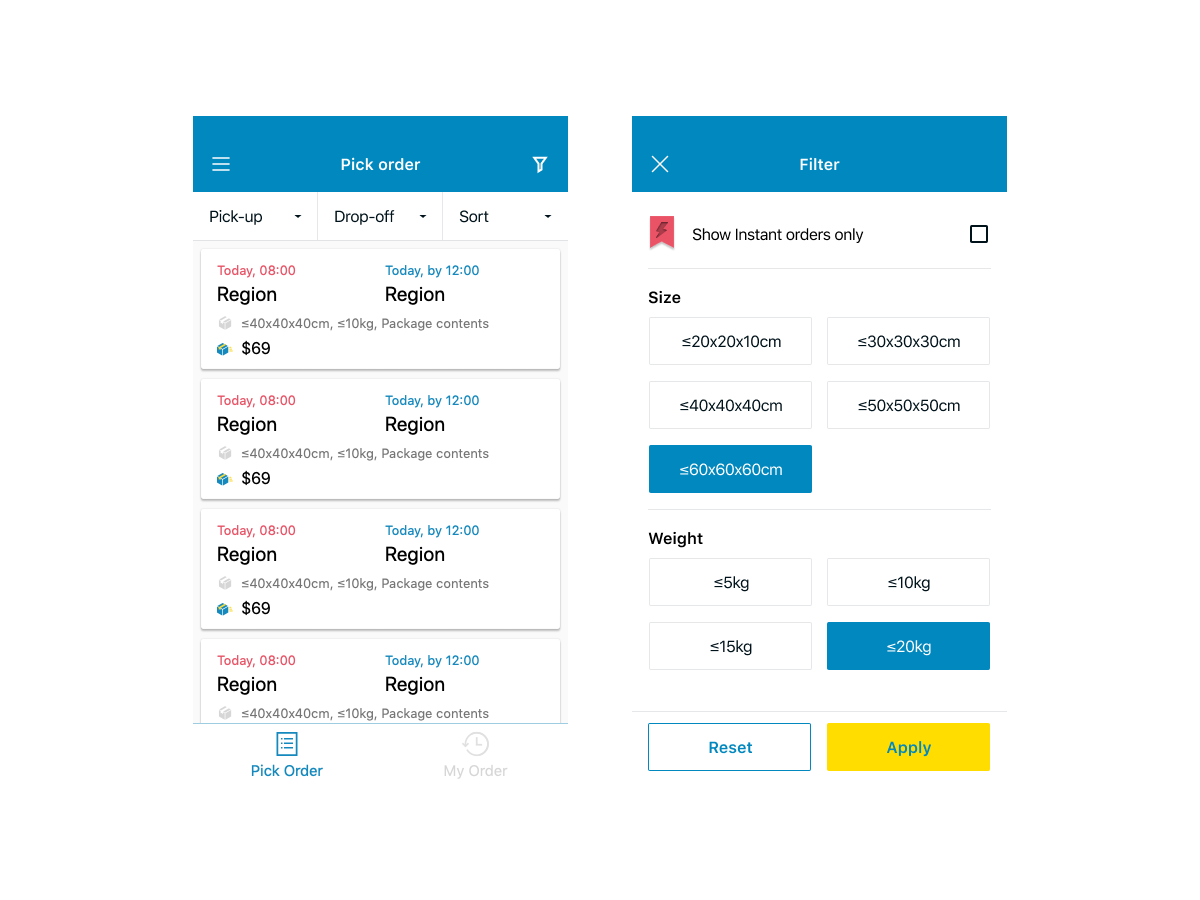 Pick order
Pick-up Drop-off Sort
Today, 08:00 Today, by 12:00
Region Region
≤40x40x40cm, ≤10kg, Package contents
$69
Today, 08:00 Today, by 12:00
Region Region
≤40x40x40cm, ≤10kg, Package contents
$69
Today, 08:00 Today, by 12:00
Region Region
≤40x40x40cm, ≤10kg, Package contents
$69
Today, 08:00 Today, by 12:00
Region Region
≤40x40x40cm, ≤10kg, Package contents
Pick Order My Order
Filter
Show Instant orders only
Size
≤20x20x10cm ≤30x30x30cm
≤40x40x40cm ≤50x50x50cm
≤60x60x60cm
Weight
≤5kg ≤10kg
≤15kg ≤20kg
Reset Apply